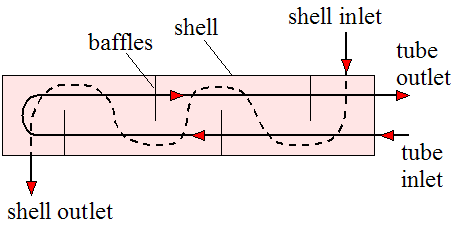 shell inlet
shell
baffles
tube
outlet
tube
inlet
shell outlet